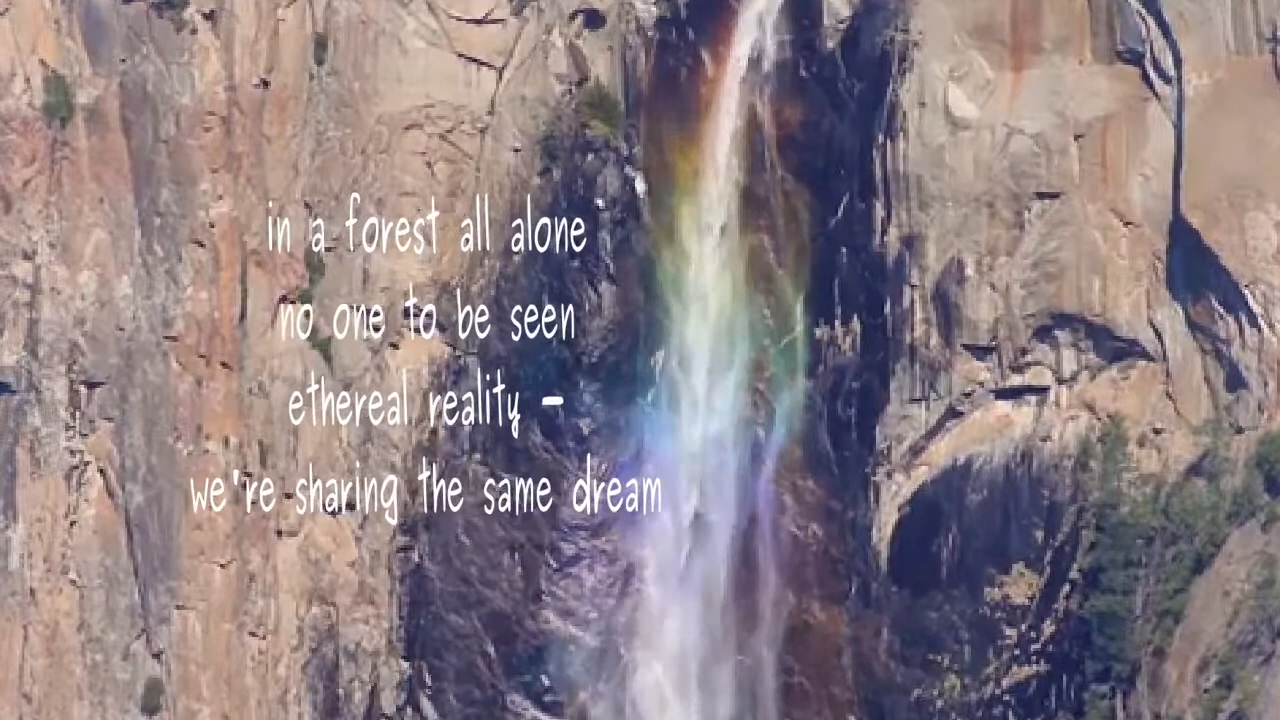 in a forest all alone
no one to be seen
ethereal reality -
we're sharing the same dream